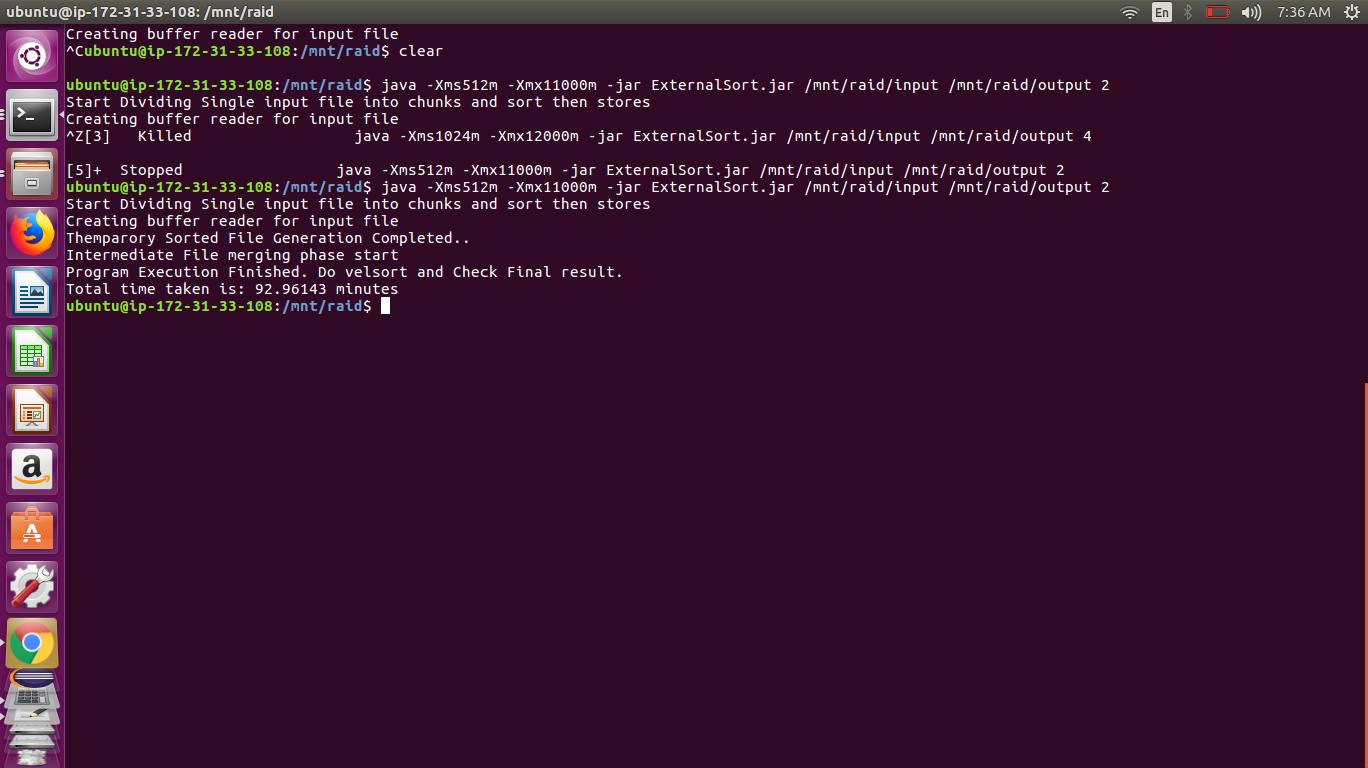 ubuntu@ip-172-31-33-108: /mnt/raid
En
7:36 AM
Creating buffer reader for input file
^Cubuntu@ip-172-31-33-108:/mnt/raid$ clear
ubuntu@ip-172-31-33-108:/mnt/raid$ java -Xms512m -Xmx11000m -jar ExternalSort.jar /mnt/raid/input /mnt/raid/output 2
Start Dividing Single input file into chunks and sort then stores
Creating buffer reader for input file
^Z[3]   Killed                  java -Xms1024m -Xmx12000m -jar ExternalSort.jar /mnt/raid/input /mnt/raid/output 4
[5]+  Stopped                 java -Xms512m -Xmx11000m -jar ExternalSort.jar /mnt/raid/input /mnt/raid/output 2
ubuntu@ip-172-31-33-108:/mnt/raid$ java -Xms512m -Xmx11000m -jar ExternalSort.jar /mnt/raid/input /mnt/raid/output 2
Start Dividing Single input file into chunks and sort then stores
Creating buffer reader for input file
Themparory Sorted File Generation Completed..
Intermediate File merging phase start
Program Execution Finished. Do velsort and Check Final result.
Total time taken is: 92.96143 minutes
ubuntu@ip-172-31-33-108:/mnt/raid$